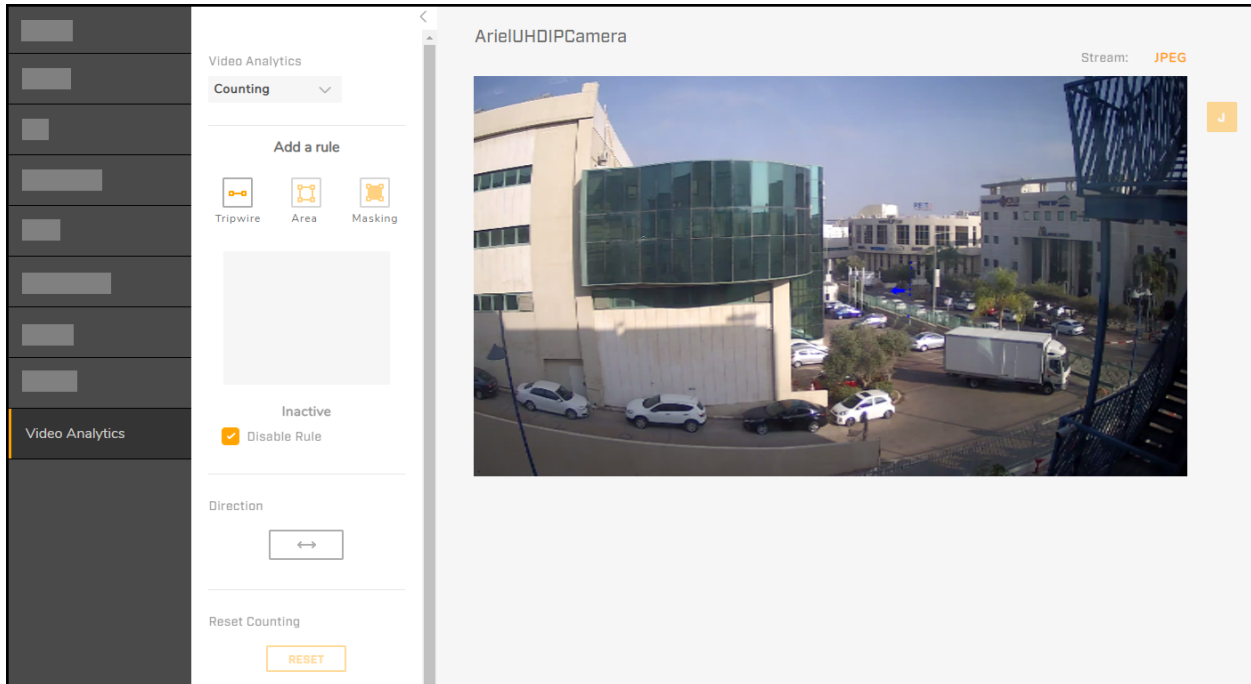 ArielUHDIPCamera
Stream: JPEG
J
Video Analytics
Counting
Add a rule
Tripwire Area Masking
Inactive
Disable Rule
Direction
Reset Counting
RESET
Video Analytics